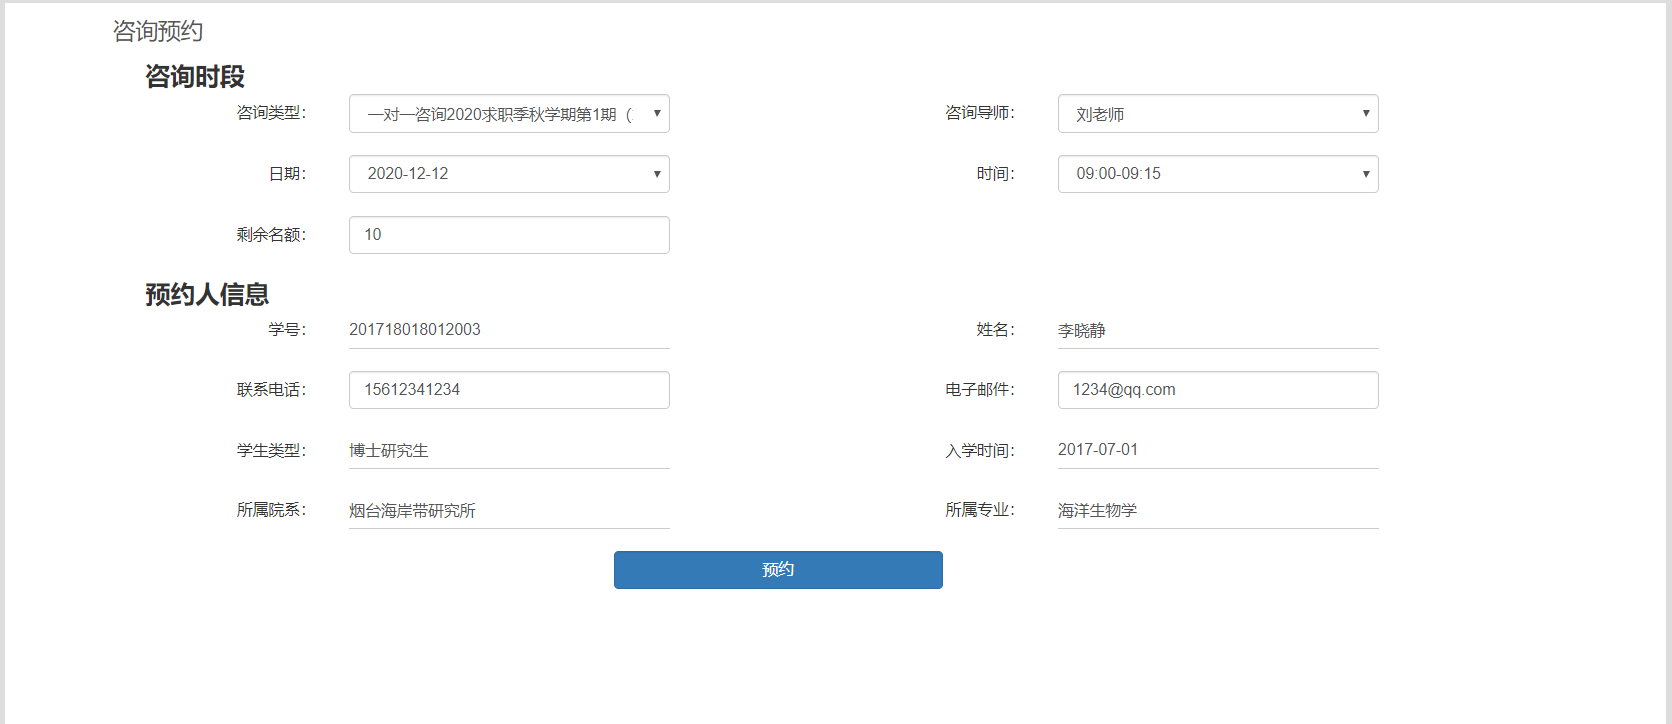 咨询预约
咨询时段
咨询类型： 一对一咨询2020求职季秋学期第1期（ 咨询导师： 刘老师
日期： 2020-12-12 时间： 09:00-09:15
剩余名额： 10
预约人信息
学号： 201718018012003 姓名： 李晓静
联系电话： 15612341234 电子邮件： 1234@qq.com
学生类型： 博士研究生 入学时间： 2017-07-01
所属院系： 烟台海岸带研究所 所属专业： 海洋生物学
预约